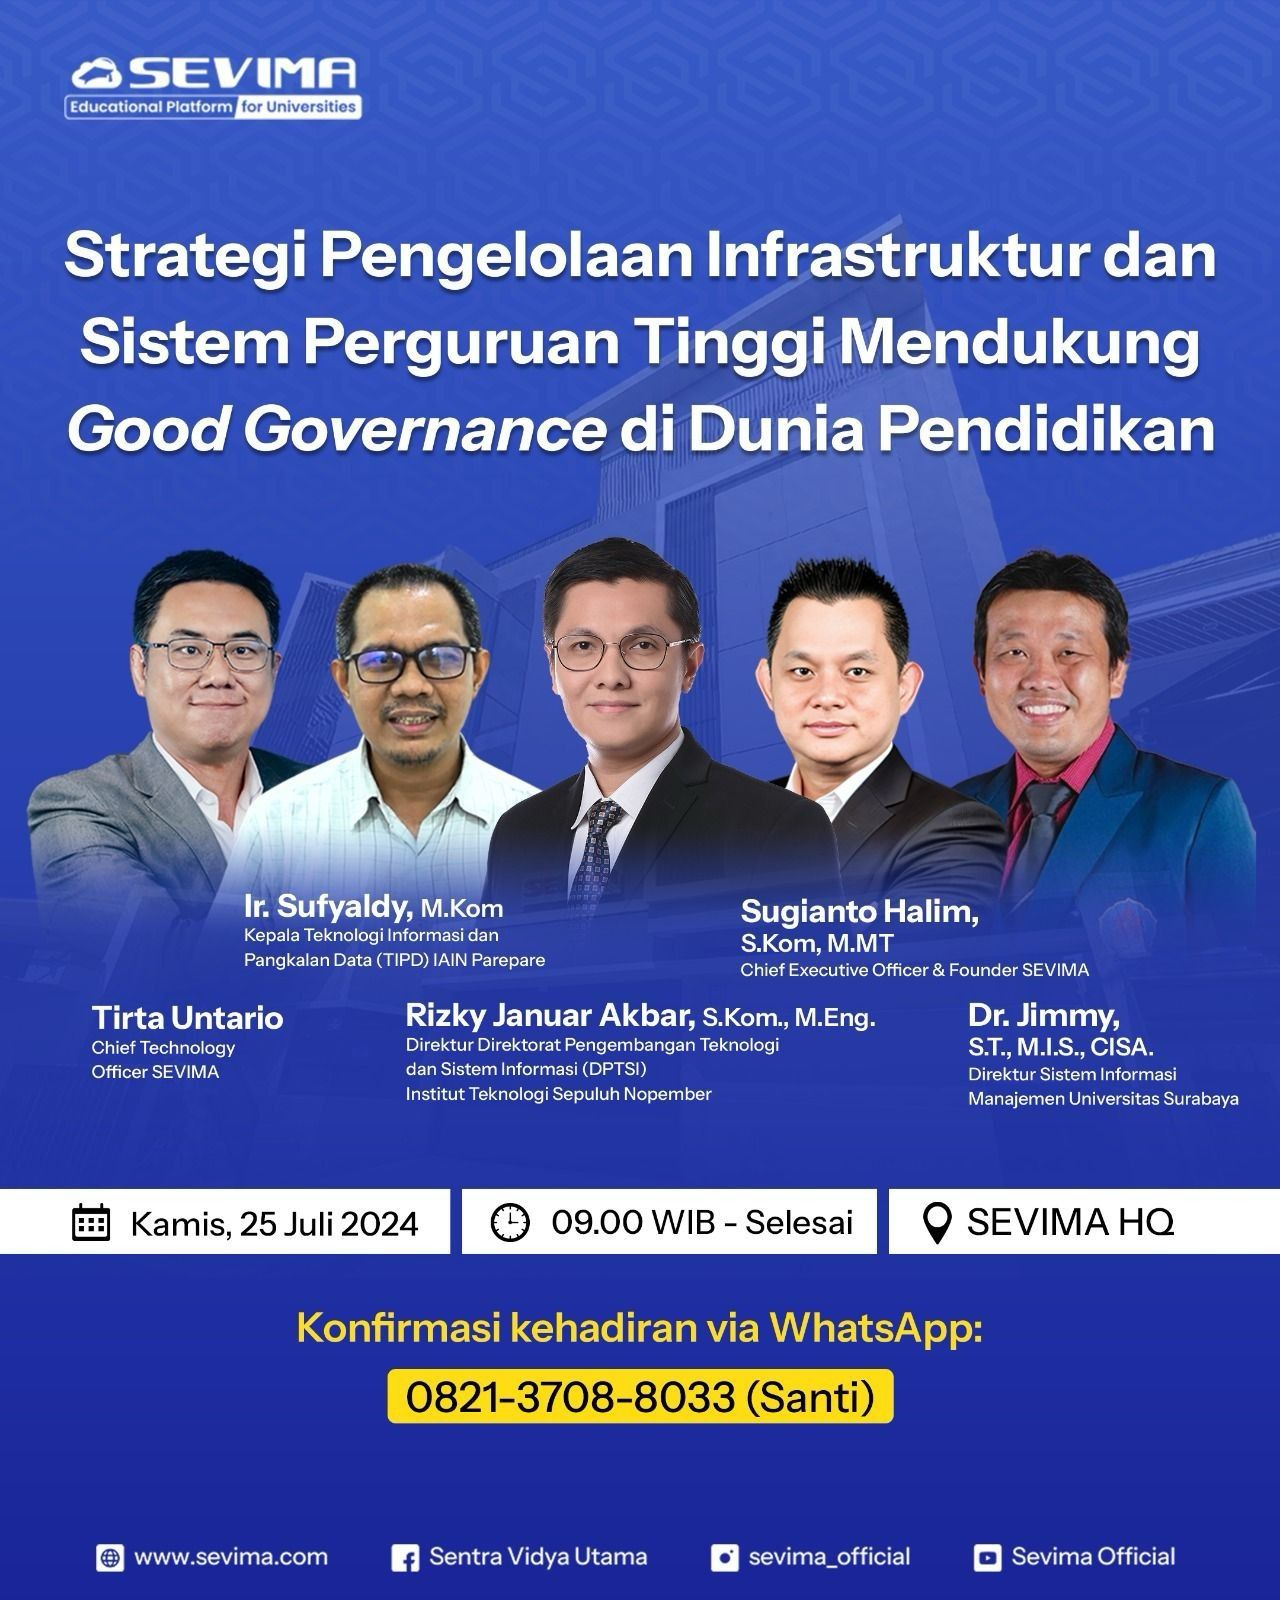 SEVIMA
Educational Platform for Universities
Strategi Pengelolaan Infrastruktur dan
Sistem Perguruan Tinggi Mendukung
Good Governance di Dunia Pendidikan
Ir. Sufyaldy, M.Kom
Kepala Teknologi Informasi dan
Pangkalan Data (TIPD) IAIN Parepare
Sugianto Halim,
S.Kom, M.MT
Chief Executive Officer & Founder SEVIMA
Tirta Untario
Chief Technology
Officer SEVIMA
Rizky Januar Akbar, S.Kom., M.Eng.
Direktur Direktorat Pengembangan Teknologi
dan Sistem Informasi (DPTSI)
Institut Teknologi Sepuluh Nopember
Dr. Jimmy,
S.T., M.I.S., CISA.
Direktur Sistem Informasi
Manajemen Universitas Surabaya
Kamis, 25 Juli 2024
09.00 WIB - Selesai
SEVIMA HQ
Konfirmasi kehadiran via WhatsApp:
0821-3708-8033 (Santi)
www.sevima.com
Sentra Vidya Utama
sevima_official
Sevima Official